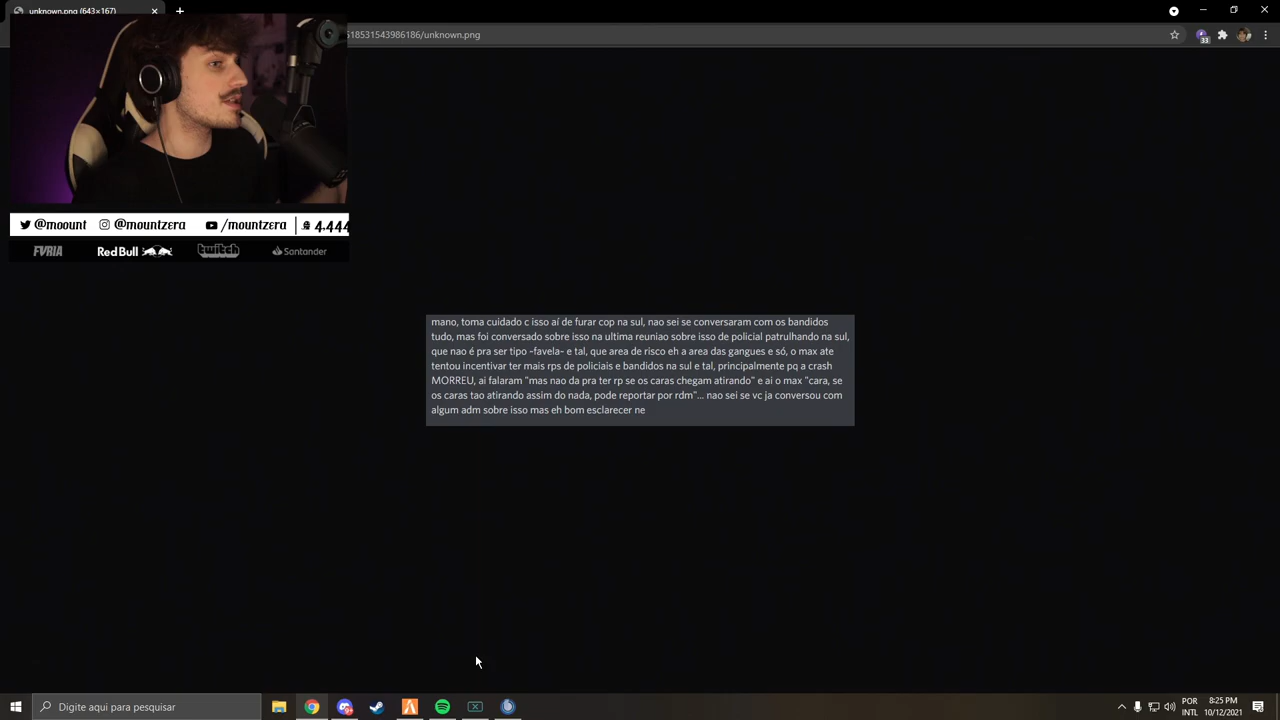 unknown.png (643×167)
518531543986186/unknown.png
33
@moount @mountzera /mountzera 4.444
FVRIA Red Bull twitch Santander
mano, toma cuidado c isso aí de furar cop na sul, nao sei se conversaram com os bandidos
tudo, mas foi conversado sobre isso na ultima reuniao sobre isso de policial patrulhando na sul,
que nao é pra ser tipo ~favela~ e tal, que area de risco eh a area das gangues e só, o max ate
tentou incentivar ter mais rps de policiais e bandidos na sul e tal, principalmente pq a crash
MORREU, ai falaram "mas nao da pra ter rp se os caras chegam atirando" e ai o max "cara, se
os caras tao atirando assim do nada, pode reportar por rdm"... nao sei se vc ja conversou com
algum adm sobre isso mas eh bom esclarecer ne
Digite aqui para pesquisar
POR
INTL
8:25 PM
10/12/2021